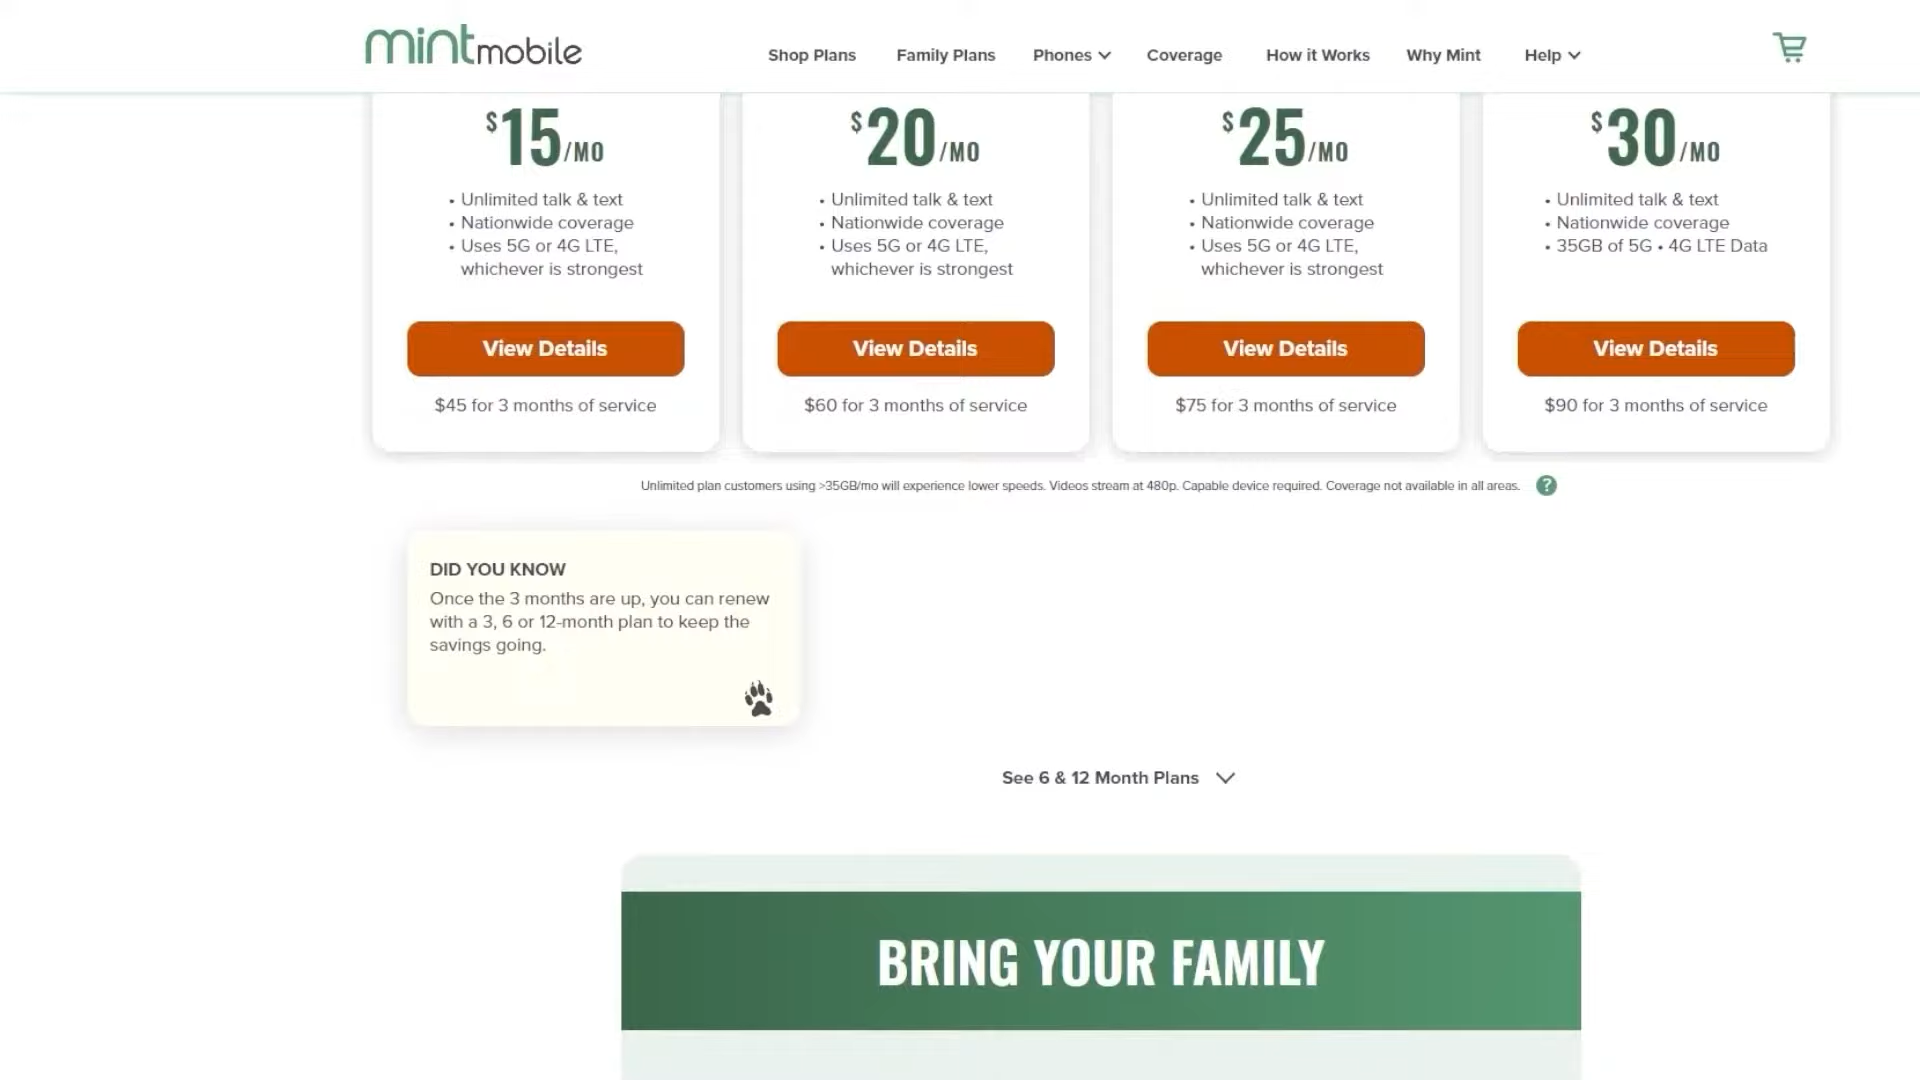 mintmobile
Shop Plans Family Plans Phones Coverage How it Works Why Mint Help
$15/MO
• Unlimited talk & text
• Nationwide coverage
• Uses 5G or 4G LTE,
whichever is strongest
View Details
$45 for 3 months of service
$20/MO
• Unlimited talk & text
• Nationwide coverage
• Uses 5G or 4G LTE,
whichever is strongest
View Details
$60 for 3 months of service
$25/MO
• Unlimited talk & text
• Nationwide coverage
• Uses 5G or 4G LTE,
whichever is strongest
View Details
$75 for 3 months of service
$30/MO
• Unlimited talk & text
• Nationwide coverage
• 35GB of 5G • 4G LTE Data
View Details
$90 for 3 months of service
Unlimited plan customers using >35GB/mo will experience lower speeds. Videos stream at 480p. Capable device required. Coverage not available in all areas. ?
DID YOU KNOW
Once the 3 months are up, you can renew
with a 3, 6 or 12-month plan to keep the
savings going.
See 6 & 12 Month Plans
BRING YOUR FAMILY